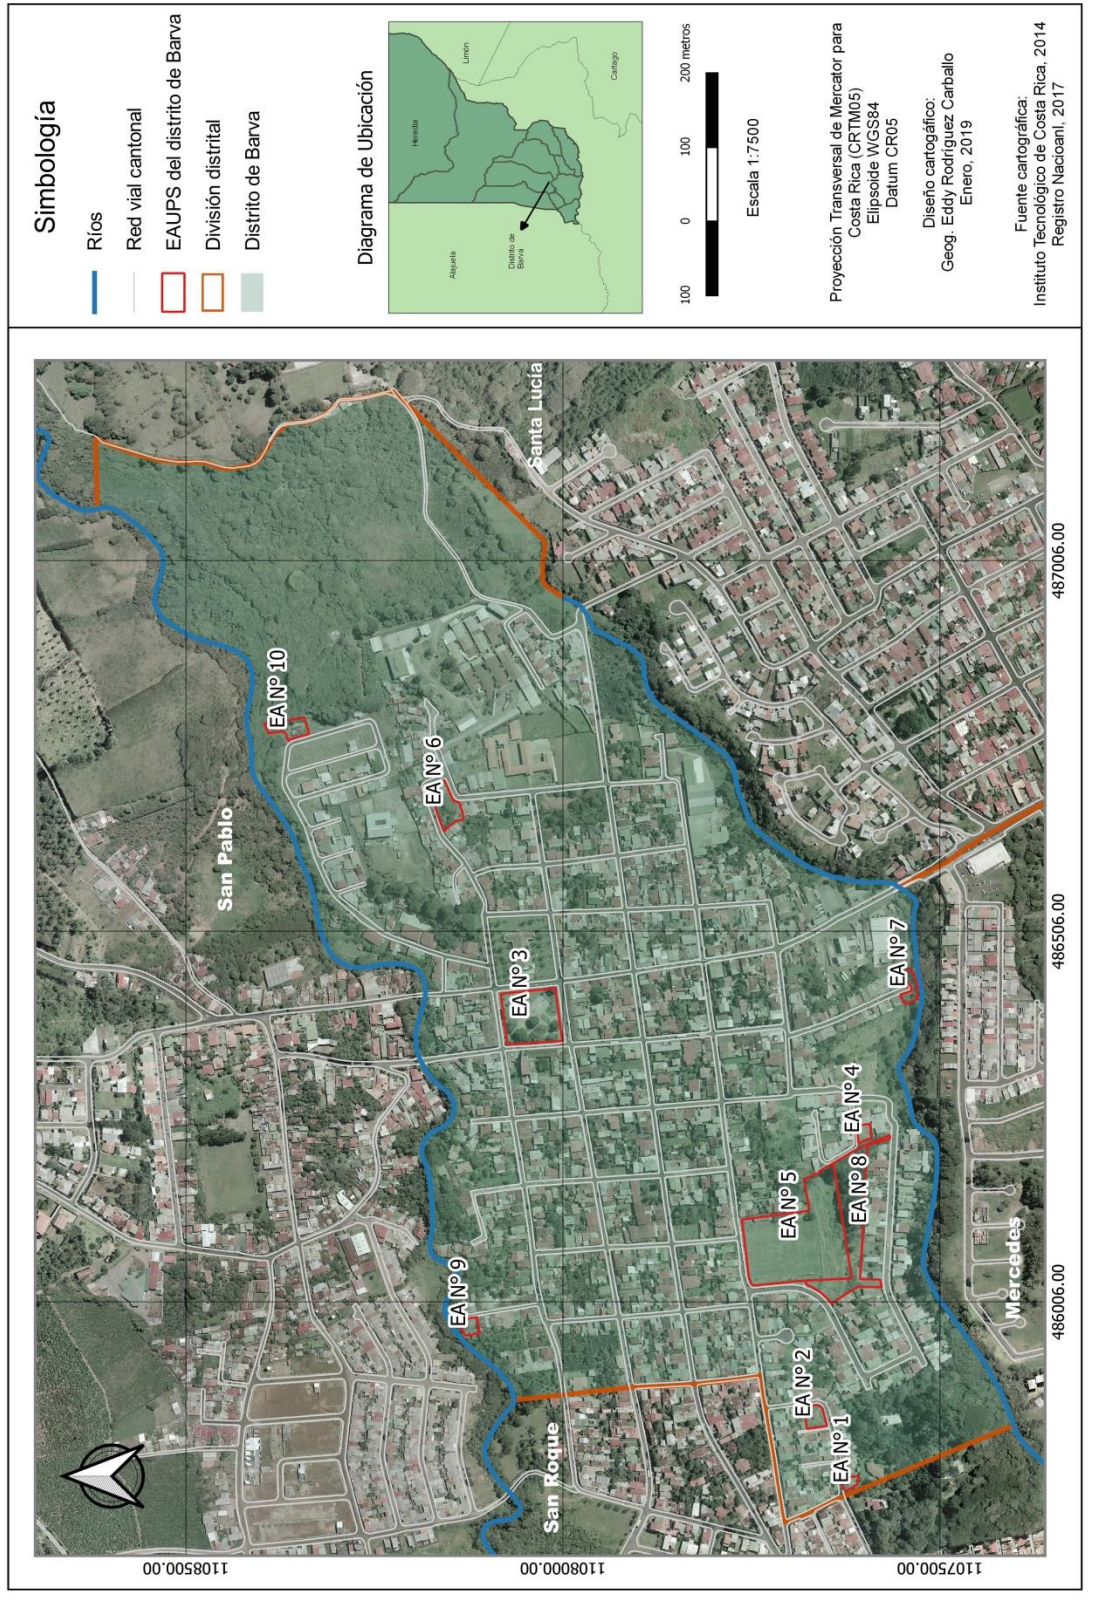 Simbología
Ríos
Red vial cantonal
EAUPS del distrito de Barva
División distrital
Distrito de Barva
Diagrama de Ubicación
Limón
Heredia
Cartago
Alajuela
Distrito de
Barva
100 0 100 200 metros
Escala 1:7500
Proyección Transversal de Mercator para
Costa Rica (CRTM05)
Elipsoide WGS84
Datum CR05
Diseño cartogáfico:
Geog. Eddy Rodríguez Carballo
Enero, 2019
Fuente cartográfica:
Instituto Tecnológico de Costa Rica, 2014
Registro Nacioanl, 2017
San Pablo
Santa Lucía
San Roque
Mercedes
EA N° 10
EA N° 6
EA N° 3
EA N° 9
EA N° 7
EA N° 4
EA N° 5
EA N° 8
EA N° 2
EA N° 1
1108500.00
1108000.00
1107500.00
486006.00
486506.00
487006.00